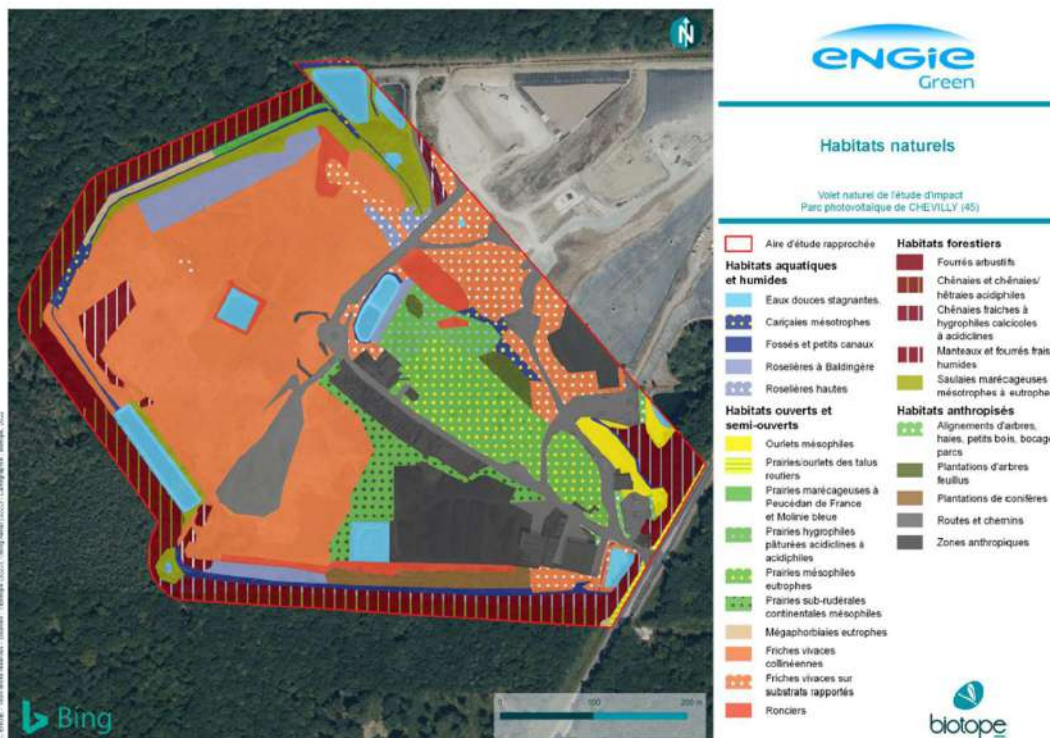 N
Bing
0
100
200 m
ENGIE
Green
Habitats naturels
Volet naturel de l'étude d'impact
Parc photovoltaïque de CHEVILLY (45)
Aire d'étude rapprochée
Habitats aquatiques
et humides
Eaux douces stagnantes.
Cariçaies mésotrophes
Fossés et petits canaux
Roselières à Baldingère
Roselières hautes
Habitats ouverts et
semi-ouverts
Ourlets mésophiles
Prairies/ourlets des talus
routiers
Prairies marécageuses à
Peucédan de France
et Molinie bleue
Prairies hygrophiles
pâturées acidiclines à
acidiphiles
Prairies mésophiles
eutrophes
Prairies sub-rudérales
continentales mésophiles
Mégaphorbiaies eutrophes
Friches vivaces
collinéennes
Friches vivaces sur
substrats rapportés
Ronciers
Habitats forestiers
Fourrés arbustifs
Chênaies et chênaies/
hêtraies acidiphiles
Chênaies fraiches à
hygrophiles calcicoles
à acidiclines
Manteaux et fourrés frais
humides
Saulaies marécageuses
mésotrophes à eutrophe
Habitats anthropisés
Alignements d'arbres,
haies, petits bois, bocage
parcs
Plantations d'arbres
feuillus
Plantations de conifères
Routes et chemins
Zones anthropiques
biotope